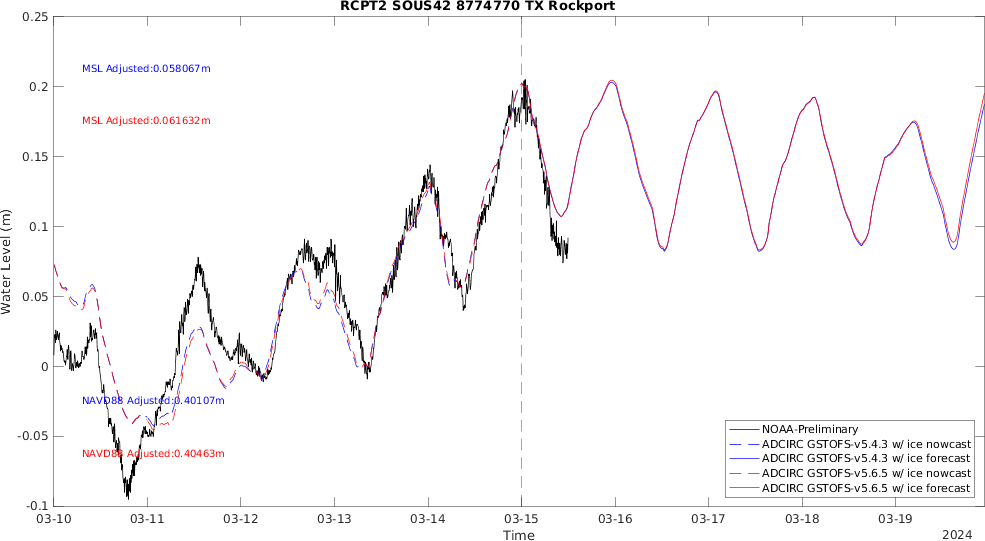 RCPT2 SOUS42 8774770 TX Rockport
0.25
0.2
0.15
0.1
0.05
0
-0.05
-0.1
Water Level (m)
MSL Adjusted:0.058067m
MSL Adjusted:0.061632m
NAVD88 Adjusted:0.40107m
NAVD88 Adjusted:0.40463m
NOAA-Preliminary
ADCIRC GSTOFS-v5.4.3 w/ ice nowcast
ADCIRC GSTOFS-v5.4.3 w/ ice forecast
ADCIRC GSTOFS-v5.6.5 w/ ice nowcast
ADCIRC GSTOFS-v5.6.5 w/ ice forecast
03-10 03-11 03-12 03-13 03-14 03-15 03-16 03-17 03-18 03-19
Time
2024